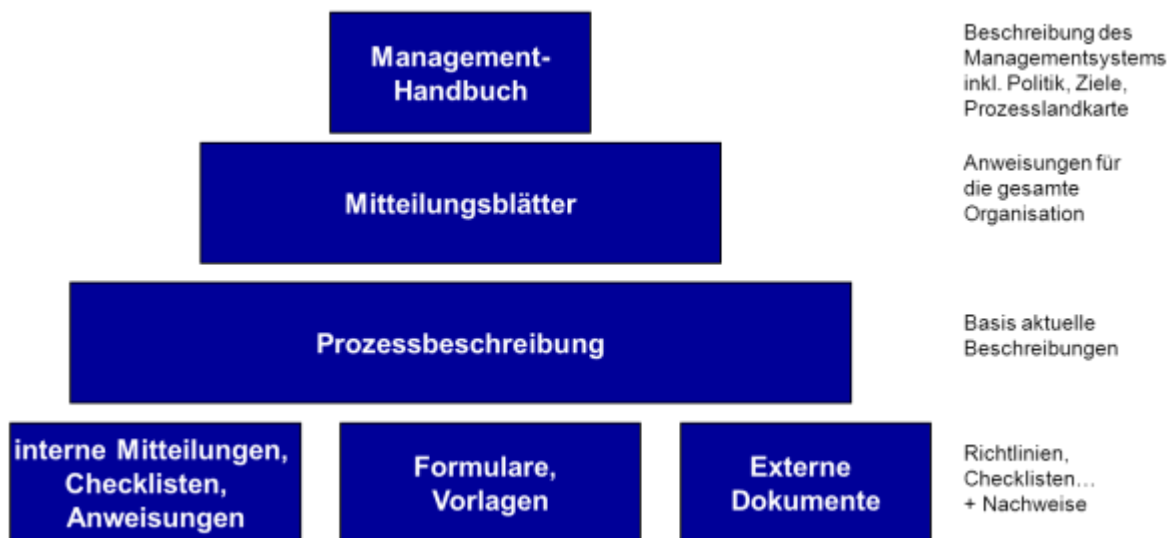 Management-
Handbuch
Beschreibung des
Managementsystems
inkl. Politik, Ziele,
Prozesslandkarte
Mitteilungsblätter
Anweisungen für
die gesamte
Organisation
Prozessbeschreibung
Basis aktuelle
Beschreibungen
interne Mitteilungen,
Checklisten,
Anweisungen
Formulare,
Vorlagen
Externe
Dokumente
Richtlinien,
Checklisten…
+ Nachweise